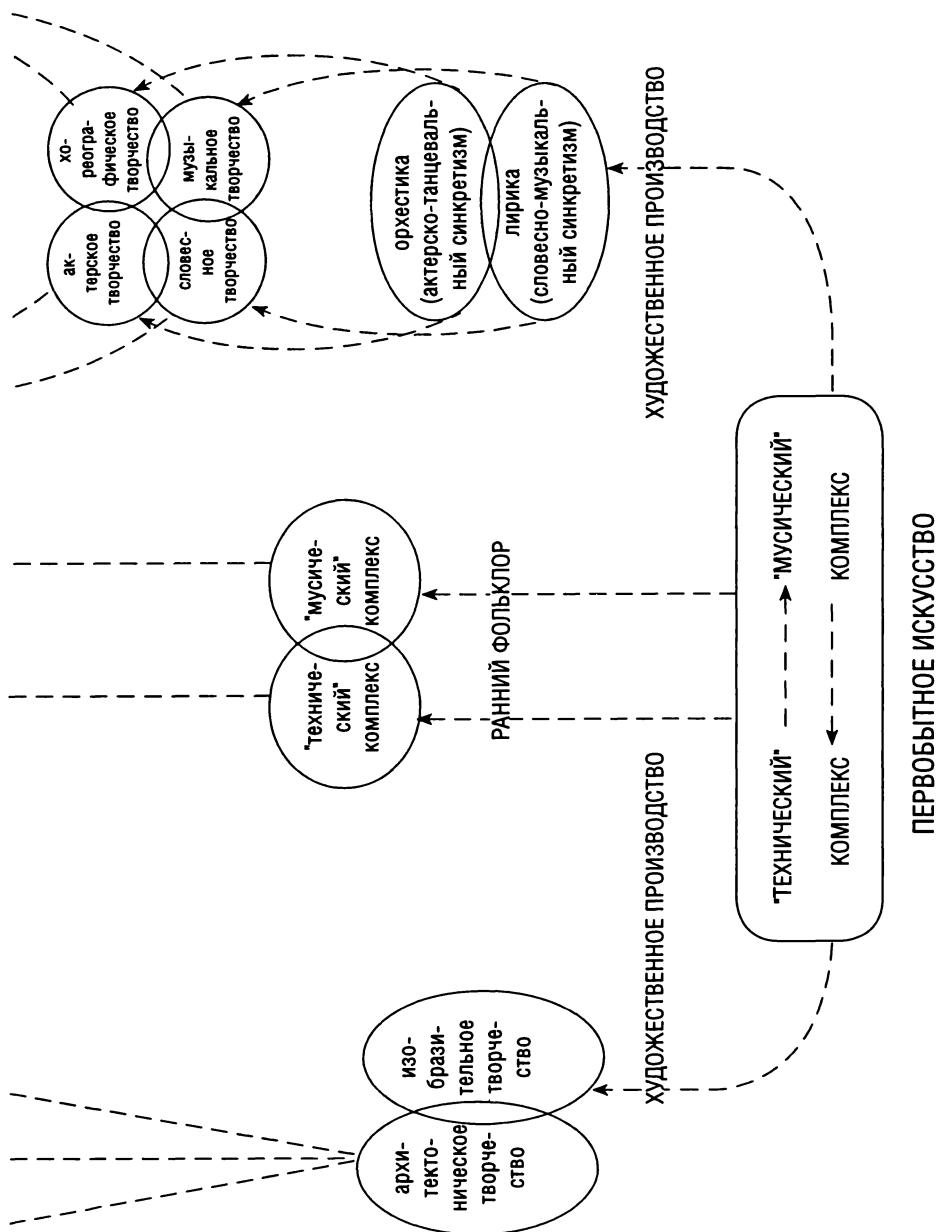 ак-
терское
творчество
хо-
реогра-
фическое
творчество
словес-
ное
творчество
музы-
кальное
творчество
орхестика
(актерско-танцеваль-
ный синкретизм)
лирика
(словесно-музыкаль-
ный синкретизм)
ХУДОЖЕСТВЕННОЕ ПРОИЗВОДСТВО
"техниче-
ский"
комплекс
"мусиче-
ский"
комплекс
РАННИЙ ФОЛЬКЛОР
архи-
текто-
ническое
творче-
ство
изо-
брази-
тельное
творче-
ство
ХУДОЖЕСТВЕННОЕ ПРОИЗВОДСТВО
"ТЕХНИЧЕСКИЙ" "МУСИЧЕСКИЙ"
КОМПЛЕКС КОМПЛЕКС
ПЕРВОБЫТНОЕ ИСКУССТВО